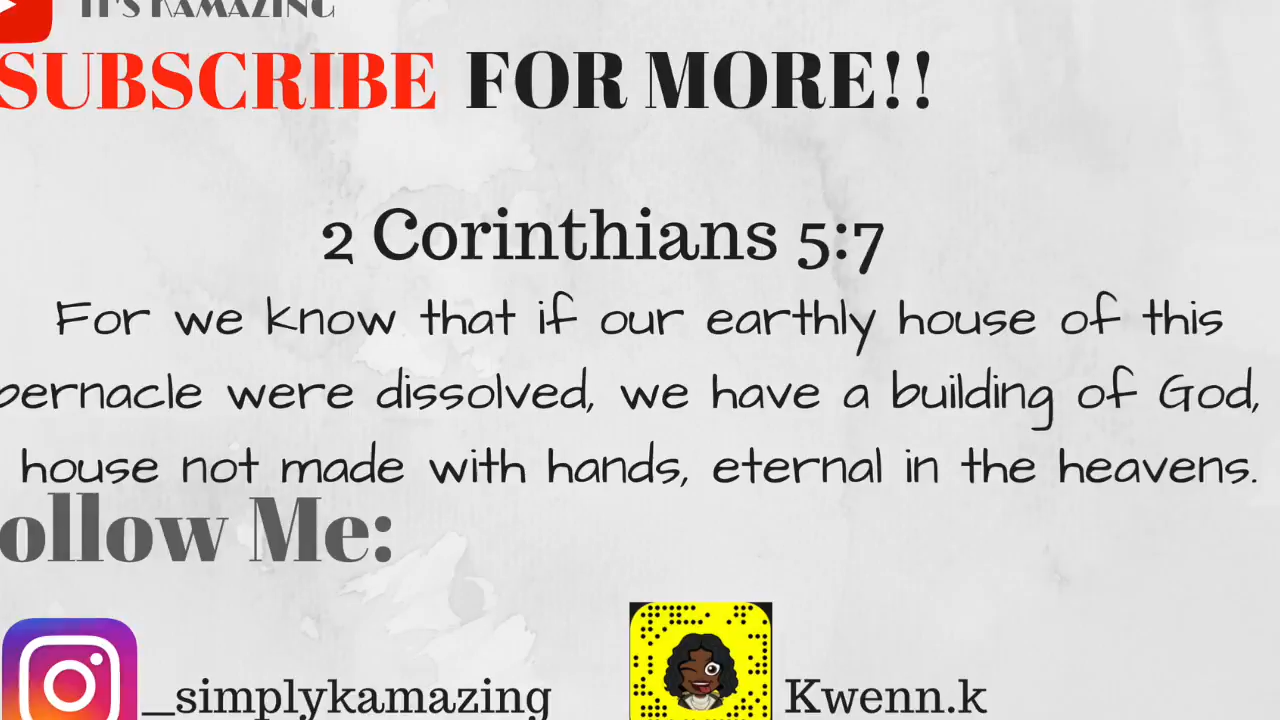 IT'S KAMAZING
SUBSCRIBE FOR MORE!!
2 Corinthians 5:7
For we know that if our earthly house of this
bernacle were dissolved, we have a building of God,
house not made with hands, eternal in the heavens.
ollow Me:
_simplykamazing
Kwenn.k